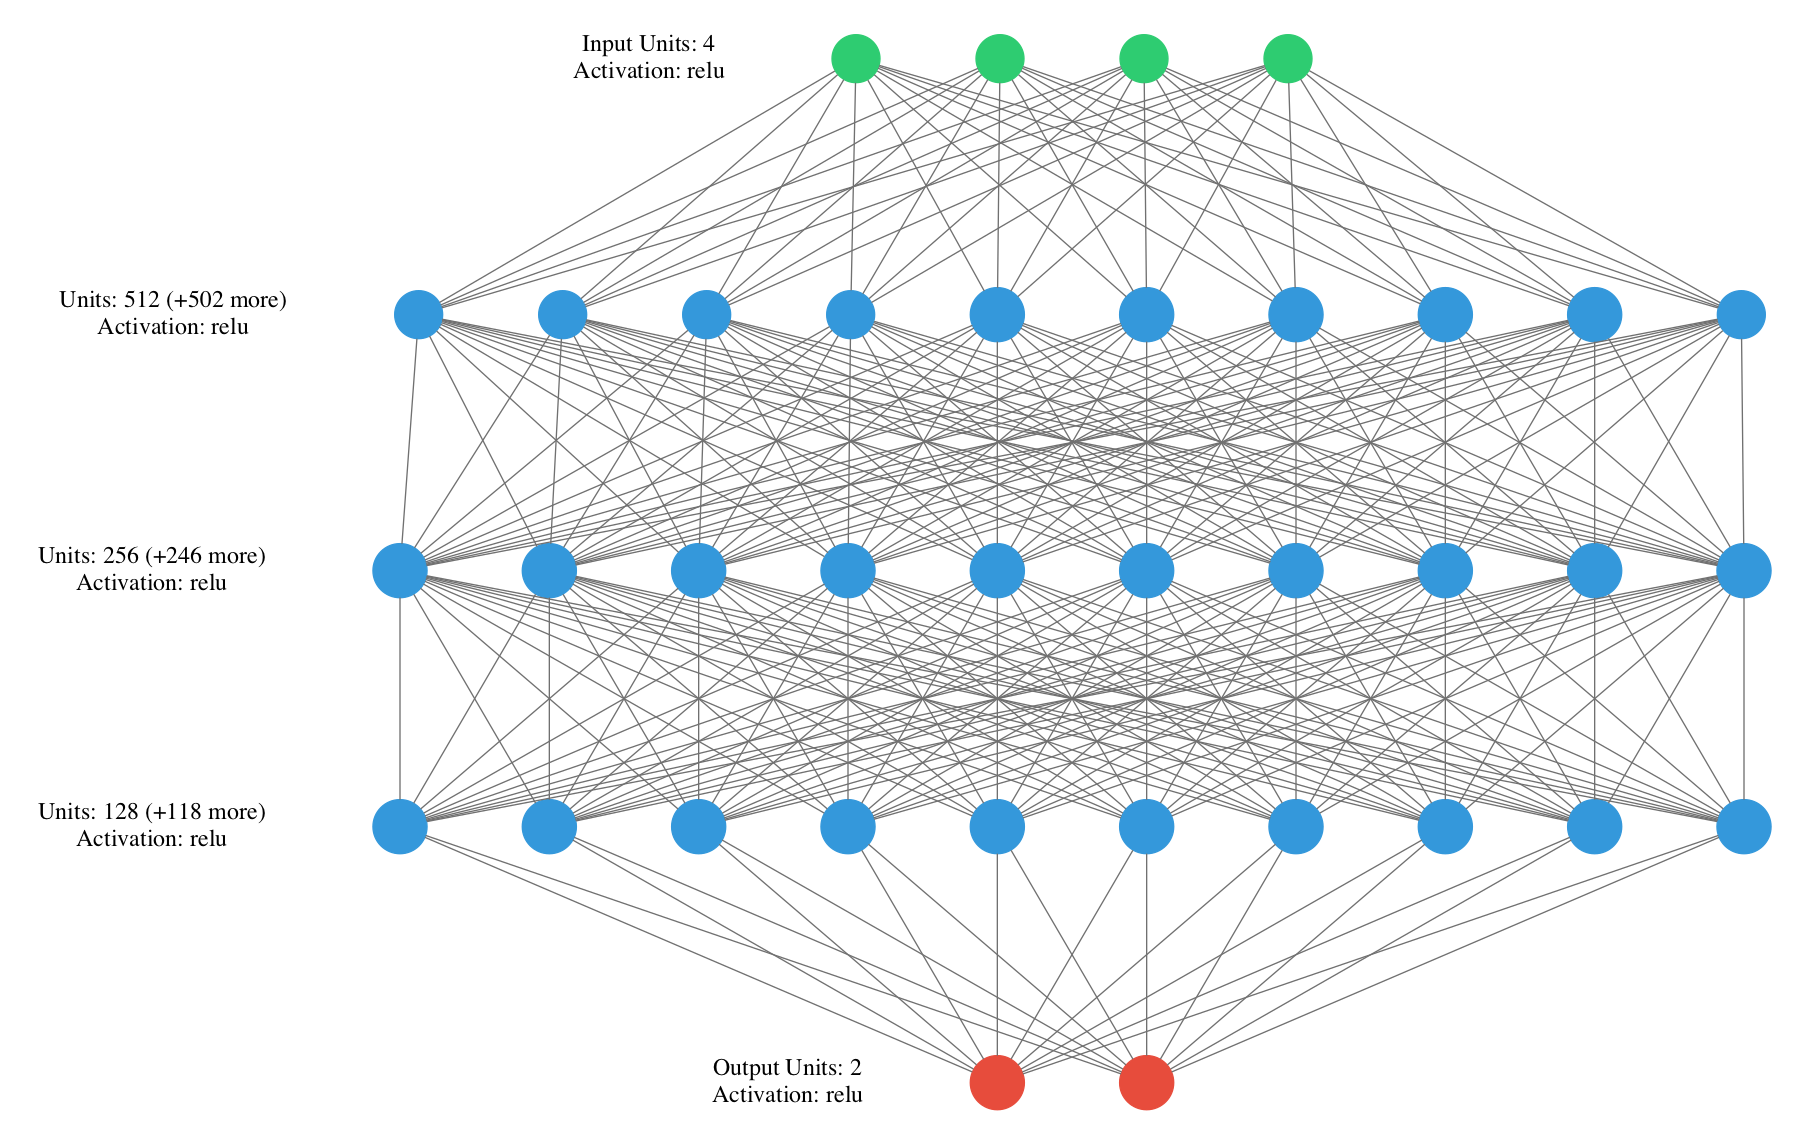 Input Units: 4
Activation: relu
Units: 512 (+502 more)
Activation: relu
Units: 256 (+246 more)
Activation: relu
Units: 128 (+118 more)
Activation: relu
Output Units: 2
Activation: relu